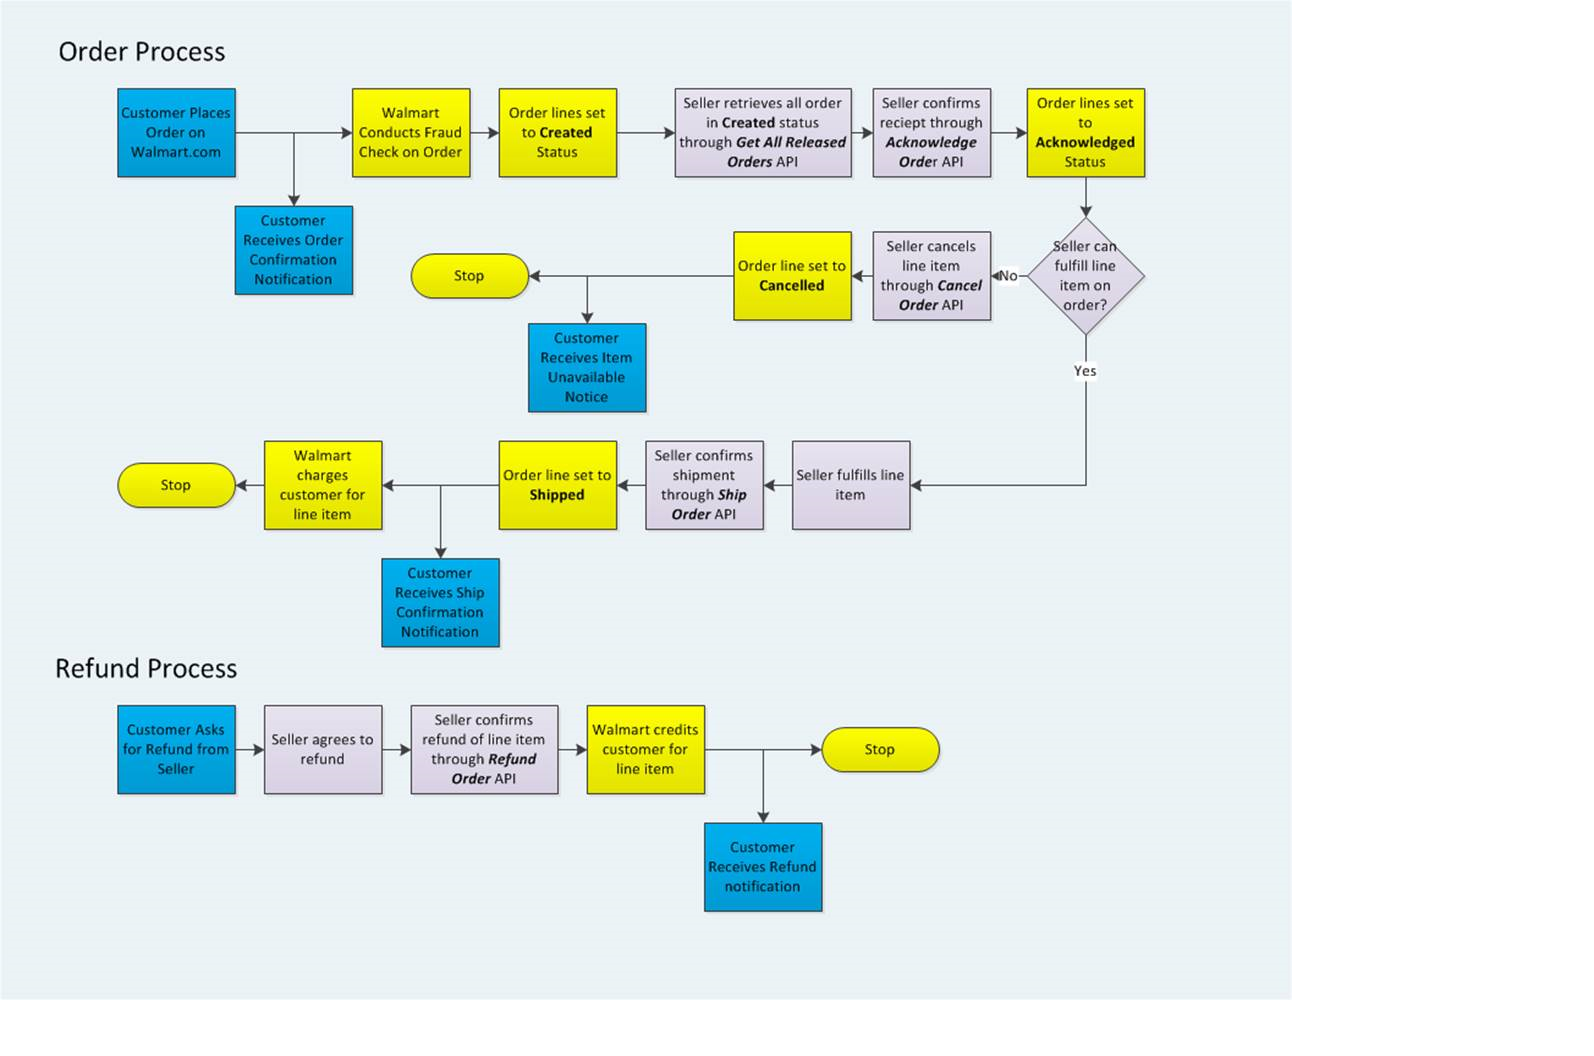 Order Process
Customer Places
Order on
Walmart.com
Walmart
Conducts Fraud
Check on Order
Order lines set
to Created
Status
Seller retrieves all order
in Created status
through Get All Released
Orders API
Seller confirms
reciept through
Acknowledge
Order API
Order lines set
to
Acknowledged
Status
Customer
Receives Order
Confirmation
Notification
Stop
Order line set to
Cancelled
Seller cancels
line item
through Cancel
Order API
No
Seller can
fulfill line
item on
order?
Customer
Receives Item
Unavailable
Notice
Yes
Stop
Walmart
charges
customer for
line item
Order line set to
Shipped
Seller confirms
shipment
through Ship
Order API
Seller fulfills line
item
Customer
Receives Ship
Confirmation
Notification
Refund Process
Customer Asks
for Refund from
Seller
Seller agrees to
refund
Seller confirms
refund of line item
through Refund
Order API
Walmart credits
customer for
line item
Stop
Customer
Receives Refund
notification